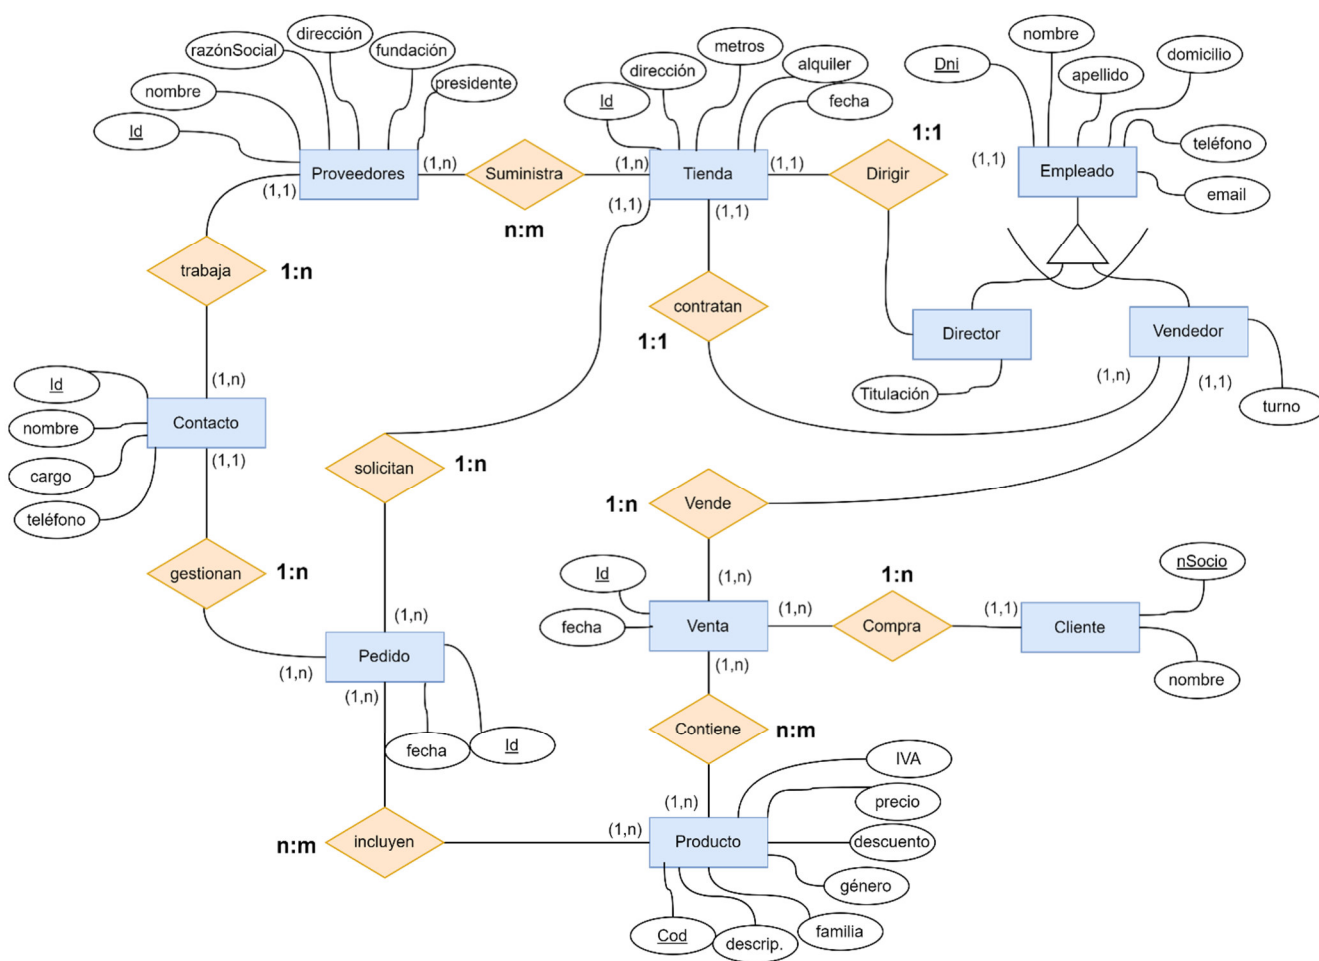 nombre
metros
dirección
domicilio
razónSocial
fundación
dirección
alquiler
Dni
apellido
presidente
nombre
Id
fecha
Id
1:1
teléfono
(1,n)
(1,n)
(1,1)
(1,1)
Proveedores
Suministra
Tienda
Dirigir
Empleado
(1,1)
(1,n)
(1,1)
(1,1)
email
n:m
trabaja
1:n
contratan
1:1
Director
Vendedor
(1,n)
(1,1)
Id
(1,n)
Titulación
turno
nombre
Contacto
(1,1)
cargo
solicitan
1:n
teléfono
1:n
Vende
gestionan
1:n
Id
(1,n)
1:n
nSocio
(1,n)
(1,n)
(1,1)
fecha
Venta
Compra
Cliente
Pedido
(1,n)
(1,n)
(1,n)
nombre
Contiene
n:m
fecha
Id
IVA
(1,n)
precio
(1,n)
n:m
incluyen
Producto
descuento
género
familia
Cod
descrip.